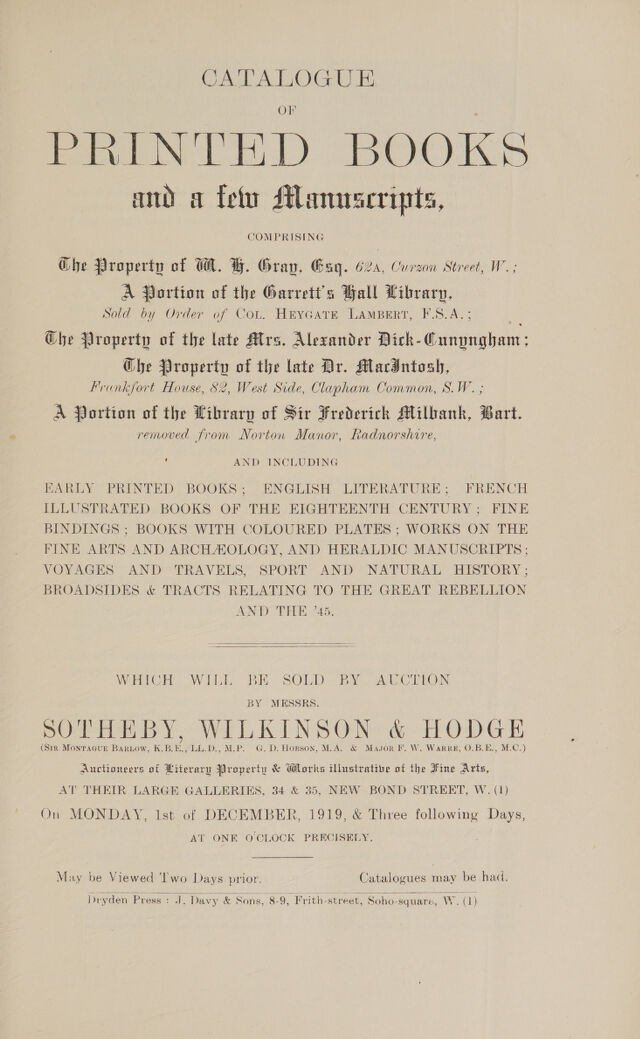 CATALOGUE
OF
PRINTED BOOKS
and a few Manuscripts,
COMPRISING
The Property of W. H. Gray, Esq. 62A, Curzon Street, W.;
A Portion of the Garrett's Hall Library,
Sold by Order of COL. HEYGATE LAMBERT, F.S.A.;
The Property of the late Mrs. Alexander Dick-Cunyngham;
The Property of the late Dr. MacIntosh,
Frankfort House, 82, West Side, Clapham Common, S.W.;
A Portion of the Library of Sir Frederick Milbank, Bart.
removed from Norton Manor, Radnorshire,
AND INCLUDING
EARLY PRINTED BOOKS; ENGLISH LITERATURE; FRENCH
ILLUSTRATED BOOKS OF THE EIGHTEENTH CENTURY; FINE
BINDINGS; BOOKS WITH COLOURED PLATES; WORKS ON THE
FINE ARTS AND ARCHÆOLOGY, AND HERALDIC MANUSCRIPTS;
VOYAGES AND TRAVELS, SPORT AND NATURAL HISTORY;
BROADSIDES & TRACTS RELATING TO THE GREAT REBELLION
AND THE '45.
WHICH WILL BE SOLD BY AUCTION
BY MESSRS.
SOTHEBY, WILKINSON & HODGE
(SIR MONTAGUE BARLOW, K.B.E., LL.D., M.P. G. D. HOBSON, M.A. & MAJOR F. W. WARRE, O.B.E., M.C.)
Auctioneers of Literary Property & Works illustrative of the Fine Arts,
AT THEIR LARGE GALLERIES, 34 & 35, NEW BOND STREET, W.(1)
On MONDAY, 1st of DECEMBER, 1919, & Three following Days,
AT ONE O'CLOCK PRECISELY.
May be Viewed Two Days prior. Catalogues may be had.
Dryden Press: J. Davy & Sons, 8-9, Frith-street, Soho-square, W.(1)